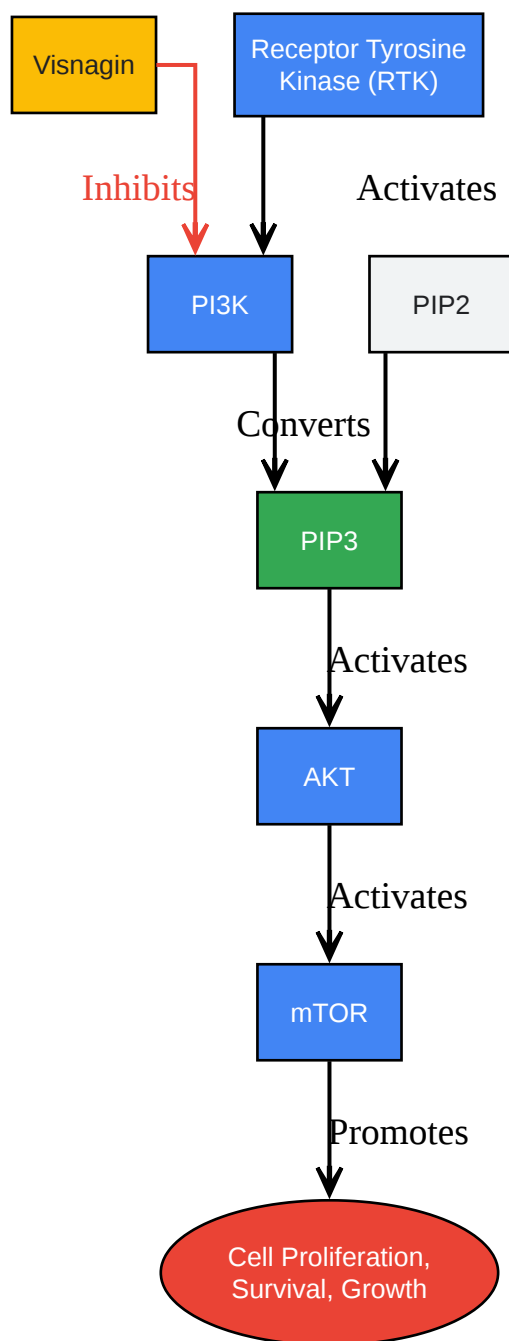 Visnagin
Receptor Tyrosine
Kinase (RTK)
Inhibits
Activates
PI3K
PIP2
Converts
PIP3
Activates
AKT
Activates
mTOR
Promotes
Cell Proliferation,
Survival, Growth